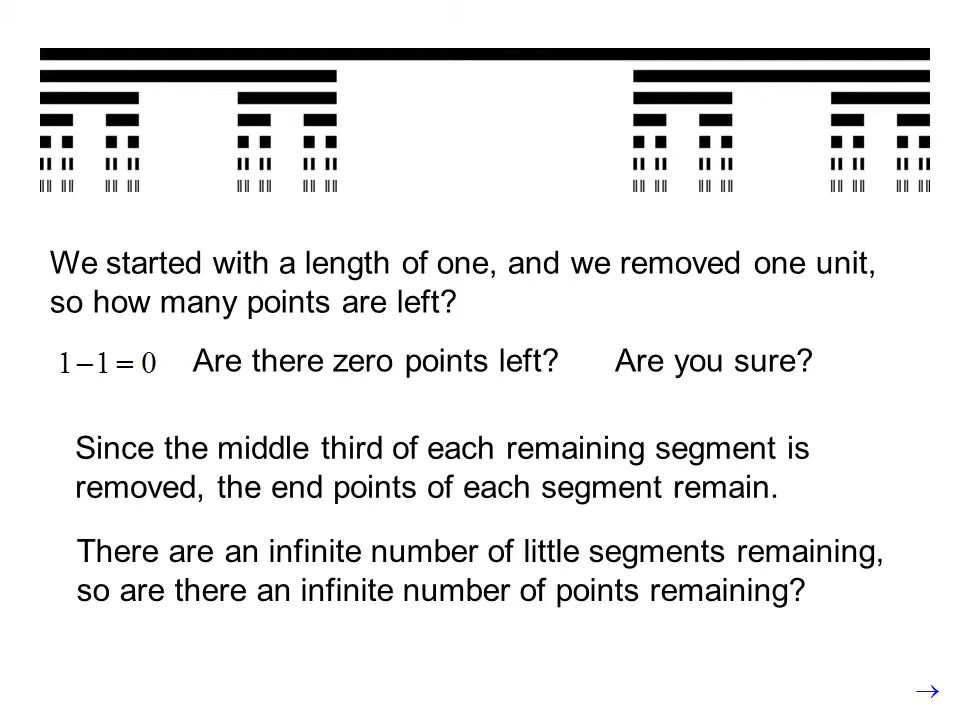 We started with a length of one, and we removed one unit,
so how many points are left?
1 − 1 = 0 Are there zero points left? Are you sure?
Since the middle third of each remaining segment is
removed, the end points of each segment remain.
There are an infinite number of little segments remaining,
so are there an infinite number of points remaining?
→